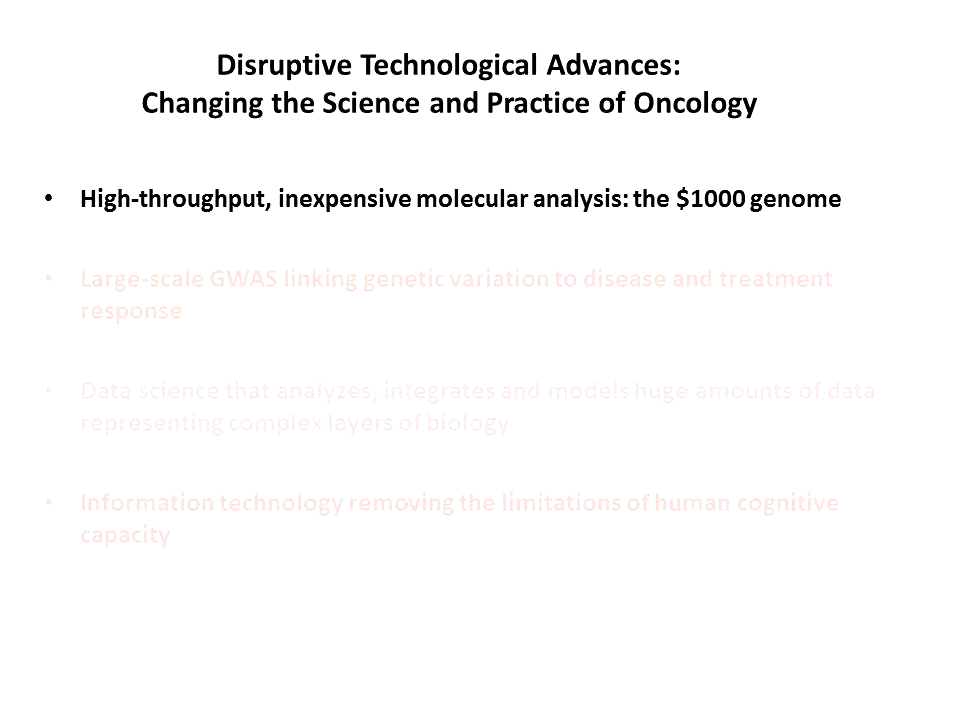 Disruptive Technological Advances:
Changing the Science and Practice of Oncology
• High-throughput, inexpensive molecular analysis: the $1000 genome
• Large-scale GWAS linking genetic variation to disease and treatment
response
• Data science that analyzes, integrates and models huge amounts of data
representing complex layers of biology
• Information technology removing the limitations of human cognitive
capacity